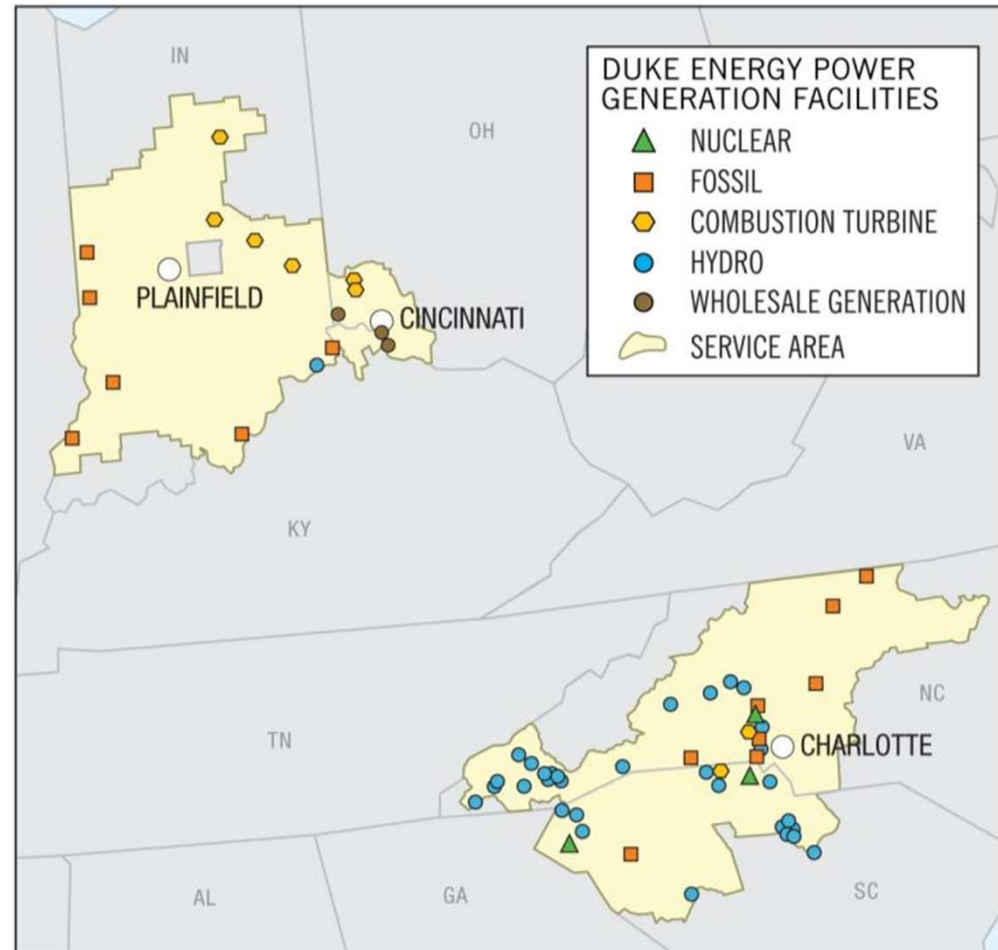 IN
OH
DUKE ENERGY POWER
GENERATION FACILITIES
NUCLEAR
FOSSIL
COMBUSTION TURBINE
HYDRO
WHOLESALE GENERATION
SERVICE AREA
PLAINFIELD
CINCINNATI
VA
KY
NC
TN
CHARLOTTE
AL
GA
SC